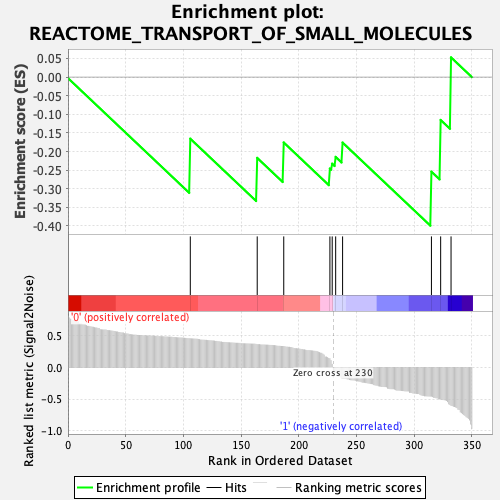 Enrichment plot:
REACTOME_TRANSPORT_OF_SMALL_MOLECULES
Enrichment score (ES)
0.05
0.00
-0.05
-0.10
-0.15
-0.20
-0.25
-0.30
-0.35
-0.40
'0' (positively correlated)
Ranked list metric (Signal2Noise)
0.5
0.0
-0.5
-1.0
Zero cross at 230
'1' (negatively correlated)
0 50 100 150 200 250 300 350
Rank in Ordered Dataset
Enrichment profile Hits Ranking metric scores